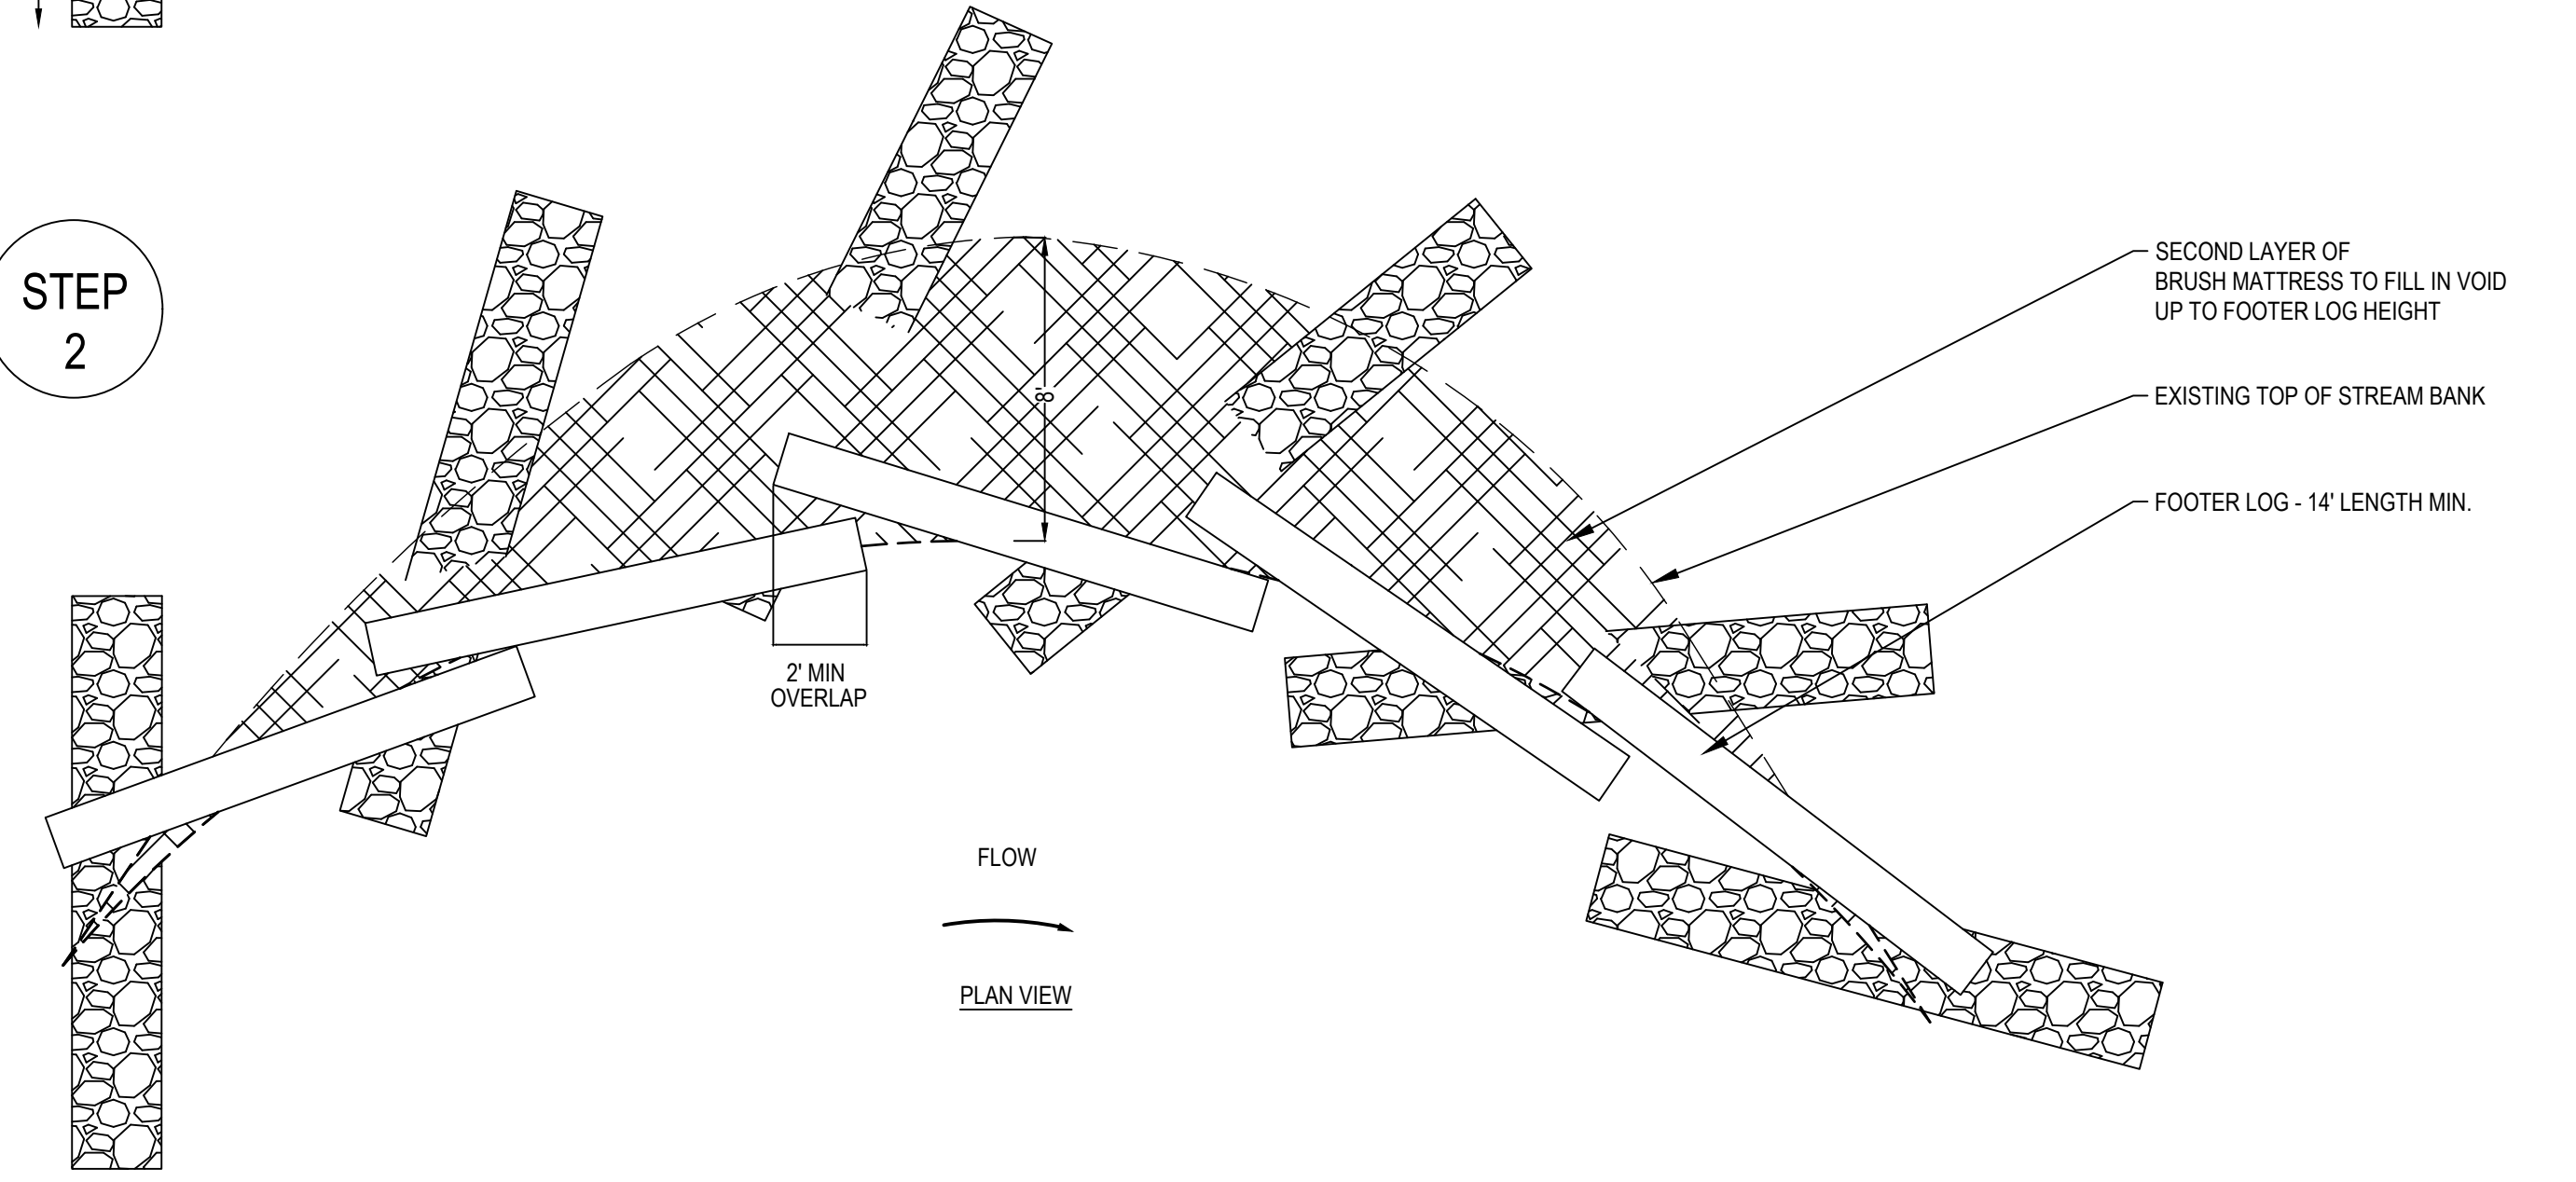 STEP
2
SECOND LAYER OF
BRUSH MATTRESS TO FILL IN VOID
UP TO FOOTER LOG HEIGHT
EXISTING TOP OF STREAM BANK
FOOTER LOG - 14' LENGTH MIN.
8'
2' MIN
OVERLAP
FLOW
PLAN VIEW